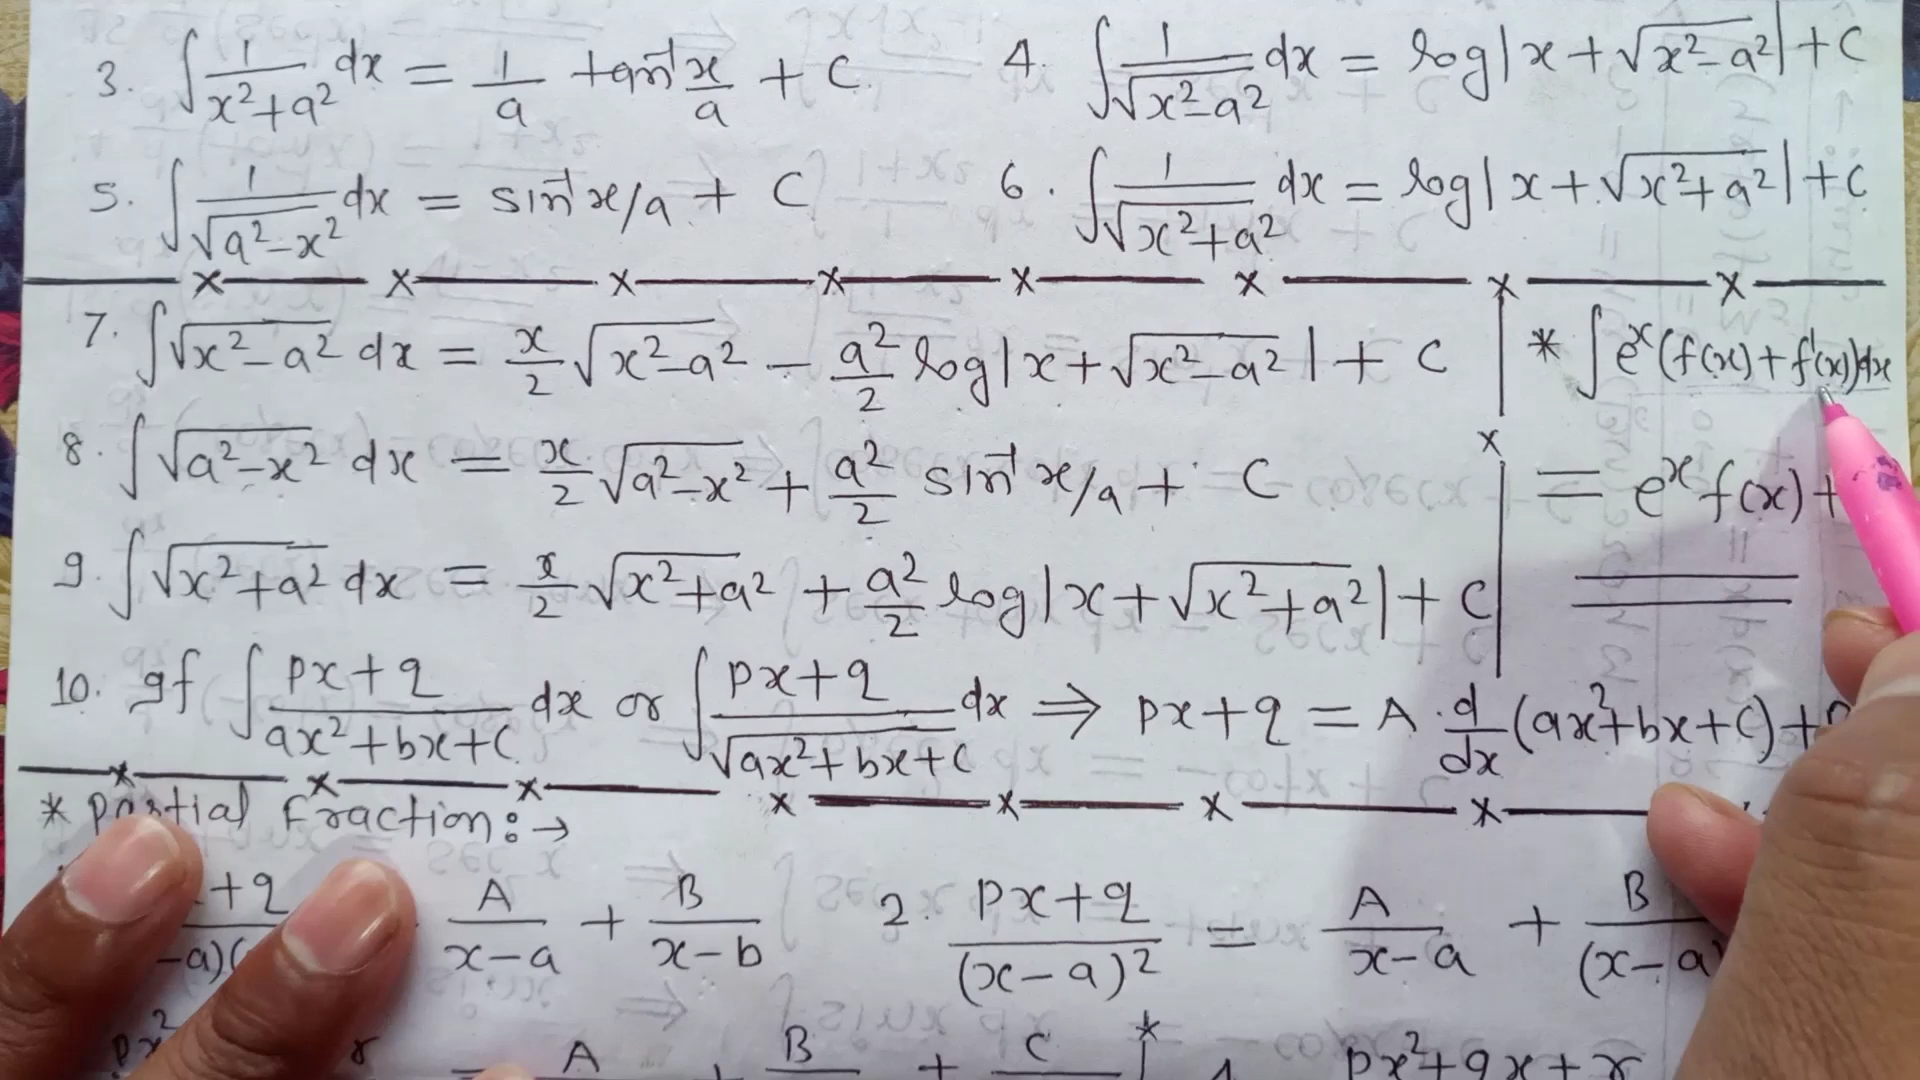 3. ∫ 1/(x²+a²) dx = 1/a tan⁻¹ x/a + C
4. ∫ 1/√(x²-a²) dx = log|x + √(x²-a²)| + C
5. ∫ 1/√(a²-x²) dx = sin⁻¹ x/a + C
6. ∫ 1/√(x²+a²) dx = log|x + √(x²+a²)| + C
7. ∫ √(x²-a²) dx = x/2 √(x²-a²) - a²/2 log|x + √(x²-a²)| + C
* ∫ eˣ(f(x) + f'(x))dx
= eˣ f(x) +
8. ∫ √(a²-x²) dx = x/2 √(a²-x²) + a²/2 sin⁻¹ x/a + C
9. ∫ √(x²+a²) dx = x/2 √(x²+a²) + a²/2 log|x + √(x²+a²)| + C
10. gf ∫ (px+q)/(ax²+bx+c) dx or ∫ (px+q)/√(ax²+bx+c) dx ⇒ px+q = A . d/dx (ax²+bx+c) +
* Partial fraction:→
+q -a)( A/(x-a) + B/(x-b)
2. (px+q)/(x-a)² = A/(x-a) + B/(x-a)
px² r = A + B + C
* px²+qx+r